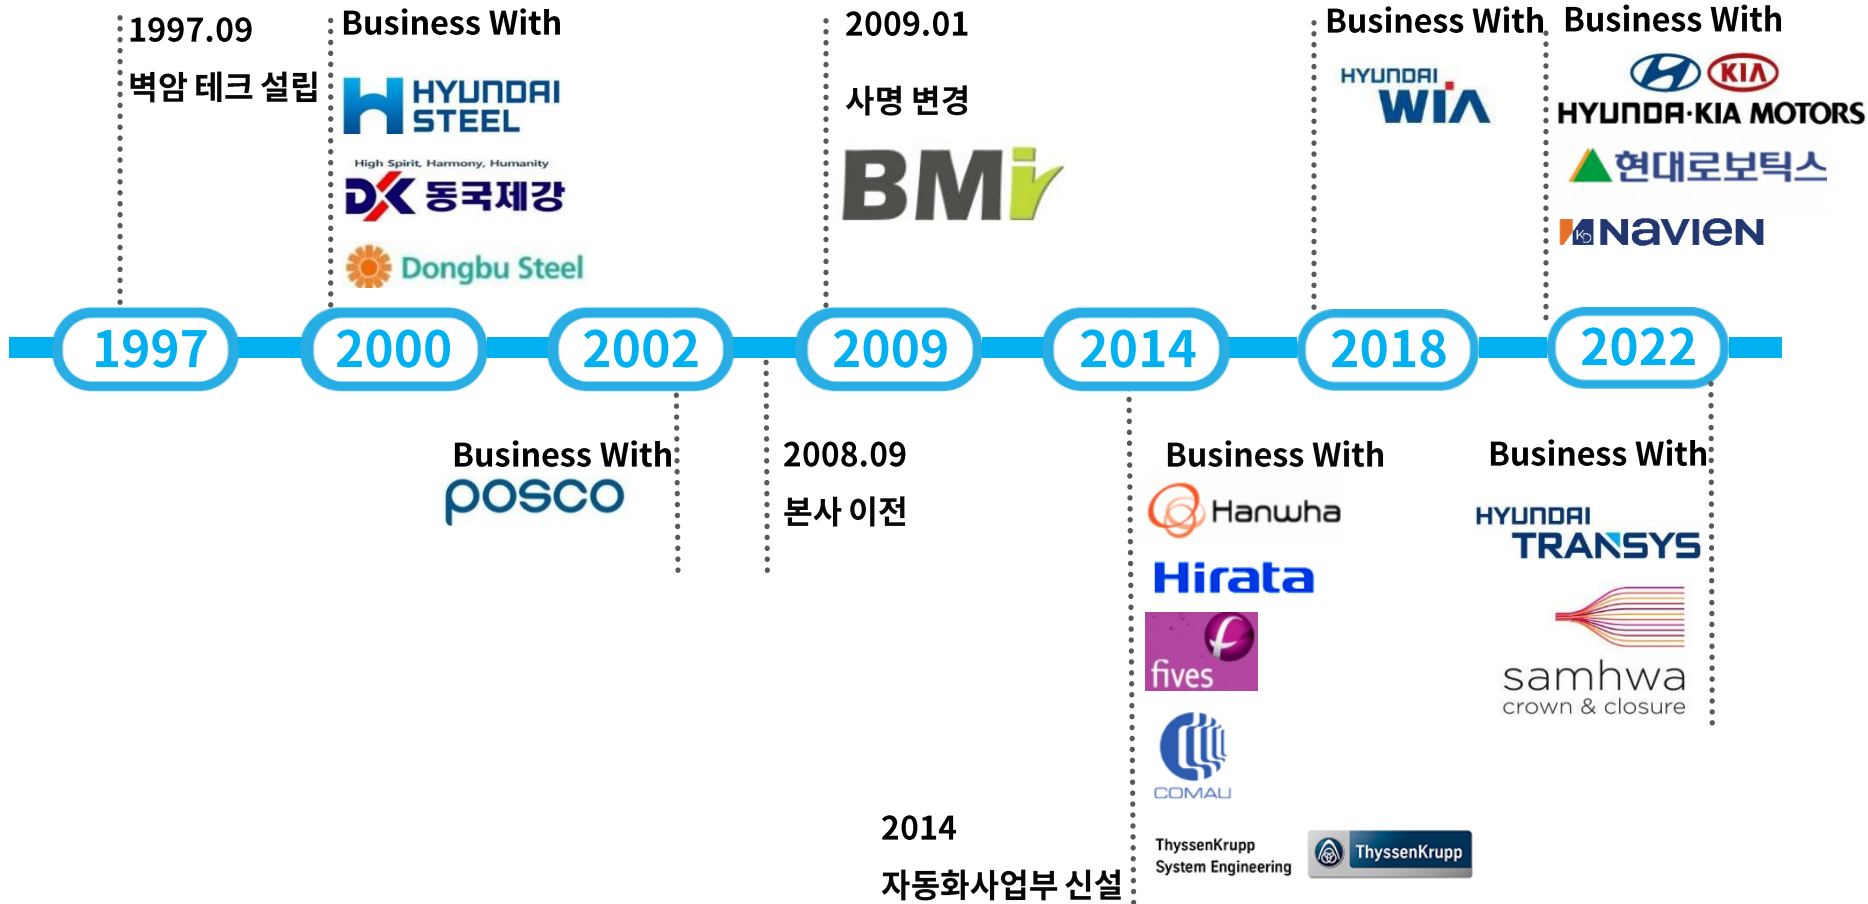 1997.09
벽암 테크 설립
Business With
HYUNDAI
STEEL
High Spirit, Harmony, Humanity
DK 동국제강
Dongbu Steel
2009.01
사명 변경
BMi
Business With
HYUNDAI
WIA
Business With
KIA
HYUNDAI·KIA MOTORS
현대로보틱스
KD NAVIEN
1997
2000
2002
2009
2014
2018
2022
Business With
posco
2008.09
본사 이전
Business With
Hanwha
Hirata
fives
COMAU
ThyssenKrupp
System Engineering
ThyssenKrupp
2014
자동화사업부 신설
Business With
HYUNDAI
TRANSYS
samhwa
crown & closure